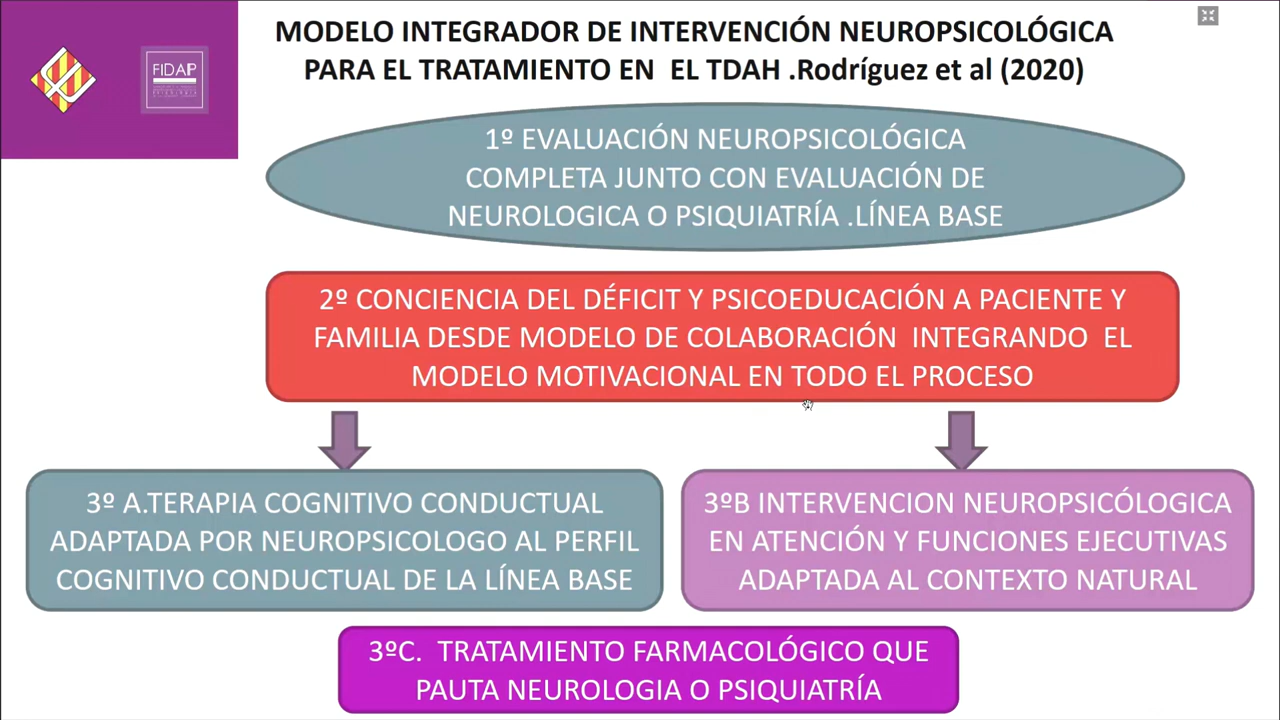 MODELO INTEGRADOR DE INTERVENCIÓN NEUROPSICOLÓGICA
PARA EL TRATAMIENTO EN EL TDAH .Rodríguez et al (2020)
FIDAP
1º EVALUACIÓN NEUROPSICOLÓGICA
COMPLETA JUNTO CON EVALUACIÓN DE
NEUROLOGICA O PSIQUIATRÍA .LÍNEA BASE
2º CONCIENCIA DEL DÉFICIT Y PSICOEDUCACIÓN A PACIENTE Y
FAMILIA DESDE MODELO DE COLABORACIÓN INTEGRANDO EL
MODELO MOTIVACIONAL EN TODO EL PROCESO
3º A.TERAPIA COGNITIVO CONDUCTUAL
ADAPTADA POR NEUROPSICOLOGO AL PERFIL
COGNITIVO CONDUCTUAL DE LA LÍNEA BASE
3ºB INTERVENCION NEUROPSICÓLOGICA
EN ATENCIÓN Y FUNCIONES EJECUTIVAS
ADAPTADA AL CONTEXTO NATURAL
3ºC. TRATAMIENTO FARMACOLÓGICO QUE
PAUTA NEUROLOGIA O PSIQUIATRÍA